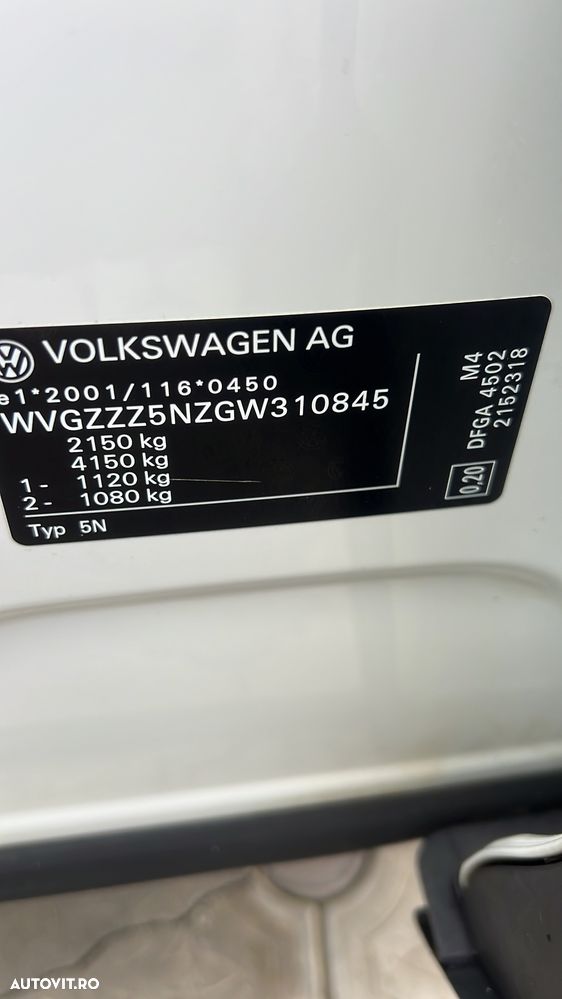 VOLKSWAGEN AG
e1*2001/116*0450
WVGZZZ5NZGW310845
2150 kg
4150 kg
1- 1120 kg
2- 1080 kg
Typ 5N
M4
DFGA 4502
2152318
0,20
AUTOVIT.RO